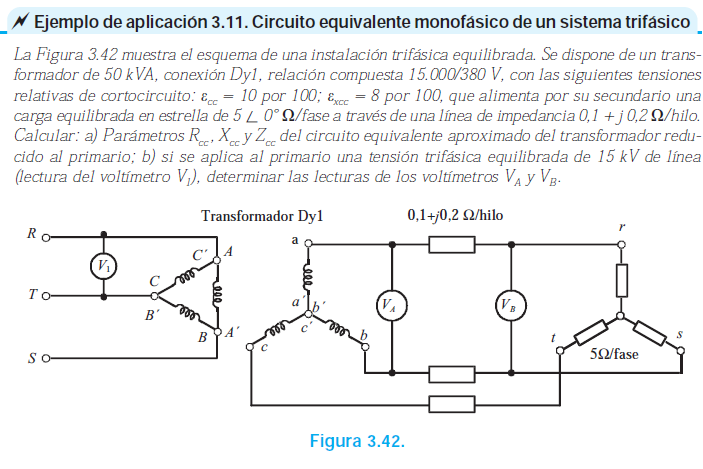 Ejemplo de aplicación 3.11. Circuito equivalente monofásico de un sistema trifásico
La Figura 3.42 muestra el esquema de una instalación trifásica equilibrada. Se dispone de un trans-
formador de 50 kVA, conexión Dy1, relación compuesta 15.000/380 V, con las siguientes tensiones
relativas de cortocircuito: εcc = 10 por 100; εxcc = 8 por 100, que alimenta por su secundario una
carga equilibrada en estrella de 5 ∠ 0° Ω/fase a través de una línea de impedancia 0,1 + j 0,2 Ω/hilo.
Calcular: a) Parámetros Rcc, Xcc y Zcc del circuito equivalente aproximado del transformador redu-
cido al primario; b) si se aplica al primario una tensión trifásica equilibrada de 15 kV de línea
(lectura del voltímetro V1), determinar las lecturas de los voltímetros VA y VB.
Transformador Dy1
0,1+j0,2 Ω/hilo
R
T
S
V1
C'
A
C
B'
B
A'
a
a'
b'
c'
c
b
VA
VB
r
t
s
5Ω/fase
Figura 3.42.